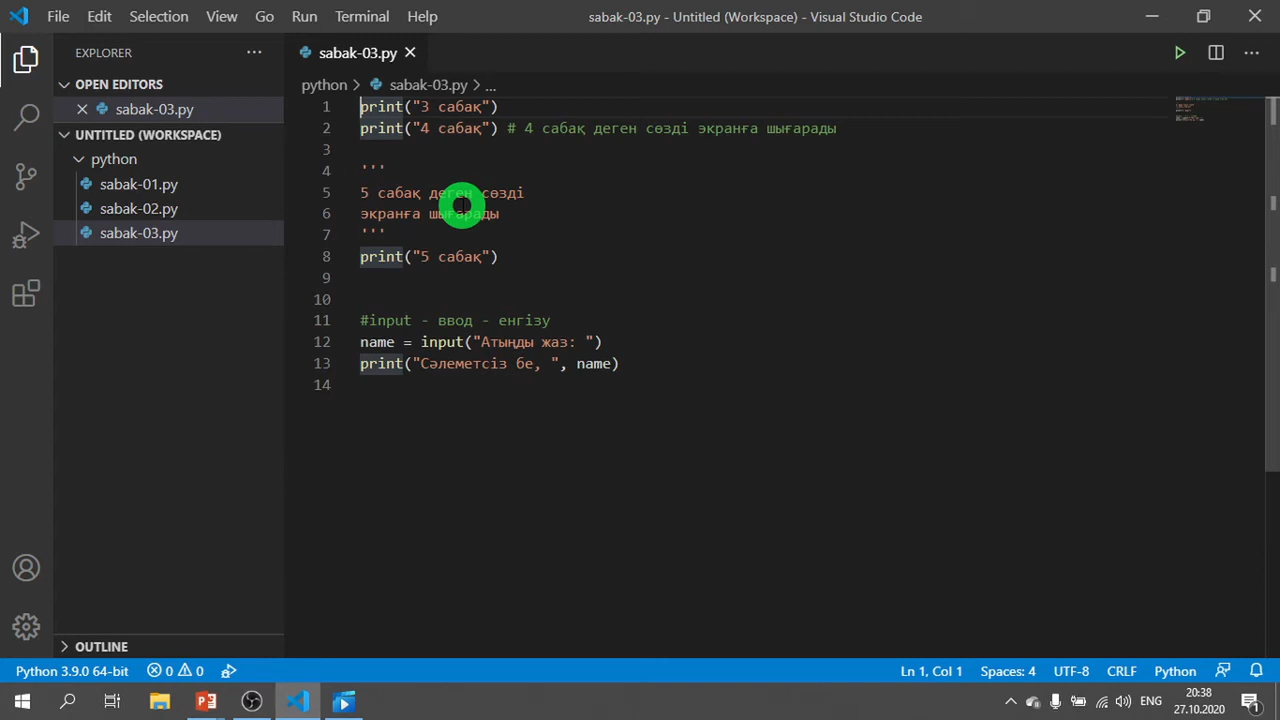 File Edit Selection View Go Run Terminal Help
sabak-03.py - Untitled (Workspace) - Visual Studio Code
EXPLORER
OPEN EDITORS
sabak-03.py
UNTITLED (WORKSPACE)
python
sabak-01.py
sabak-02.py
sabak-03.py
OUTLINE
sabak-03.py
python > sabak-03.py > ...
1 print("3 сабақ")
2 print("4 сабақ") # 4 сабақ деген сөзді экранға шығарады
3
4 '''
5 5 сабақ деген сөзді
6 экранға шығарады
7 '''
8 print("5 сабақ")
9
10
11 #input - ввод - енгізу
12 name = input("Атыңды жаз: ")
13 print("Сәлеметсіз бе, ", name)
14
Python 3.9.0 64-bit 0 0 Ln 1, Col 1 Spaces: 4 UTF-8 CRLF Python
ENG
20:38
27.10.2020
1